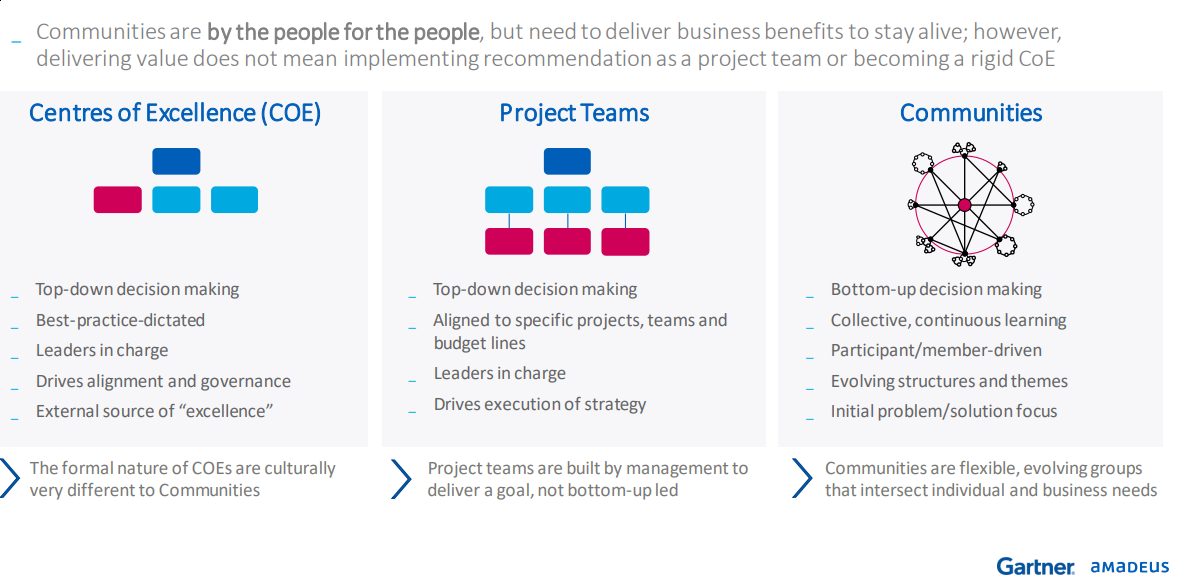 Communities are by the people for the people, but need to deliver business benefits to stay alive; however,
delivering value does not mean implementing recommendation as a project team or becoming a rigid CoE
Centres of Excellence (COE)
Top-down decision making
Best-practice-dictated
Leaders in charge
Drives alignment and governance
External source of “excellence”
The formal nature of COEs are culturally
very different to Communities
Project Teams
Top-down decision making
Aligned to specific projects, teams and
budget lines
Leaders in charge
Drives execution of strategy
Project teams are built by management to
deliver a goal, not bottom-up led
Communities
Bottom-up decision making
Collective, continuous learning
Participant/member-driven
Evolving structures and themes
Initial problem/solution focus
Communities are flexible, evolving groups
that intersect individual and business needs
Gartner aMaDEUS